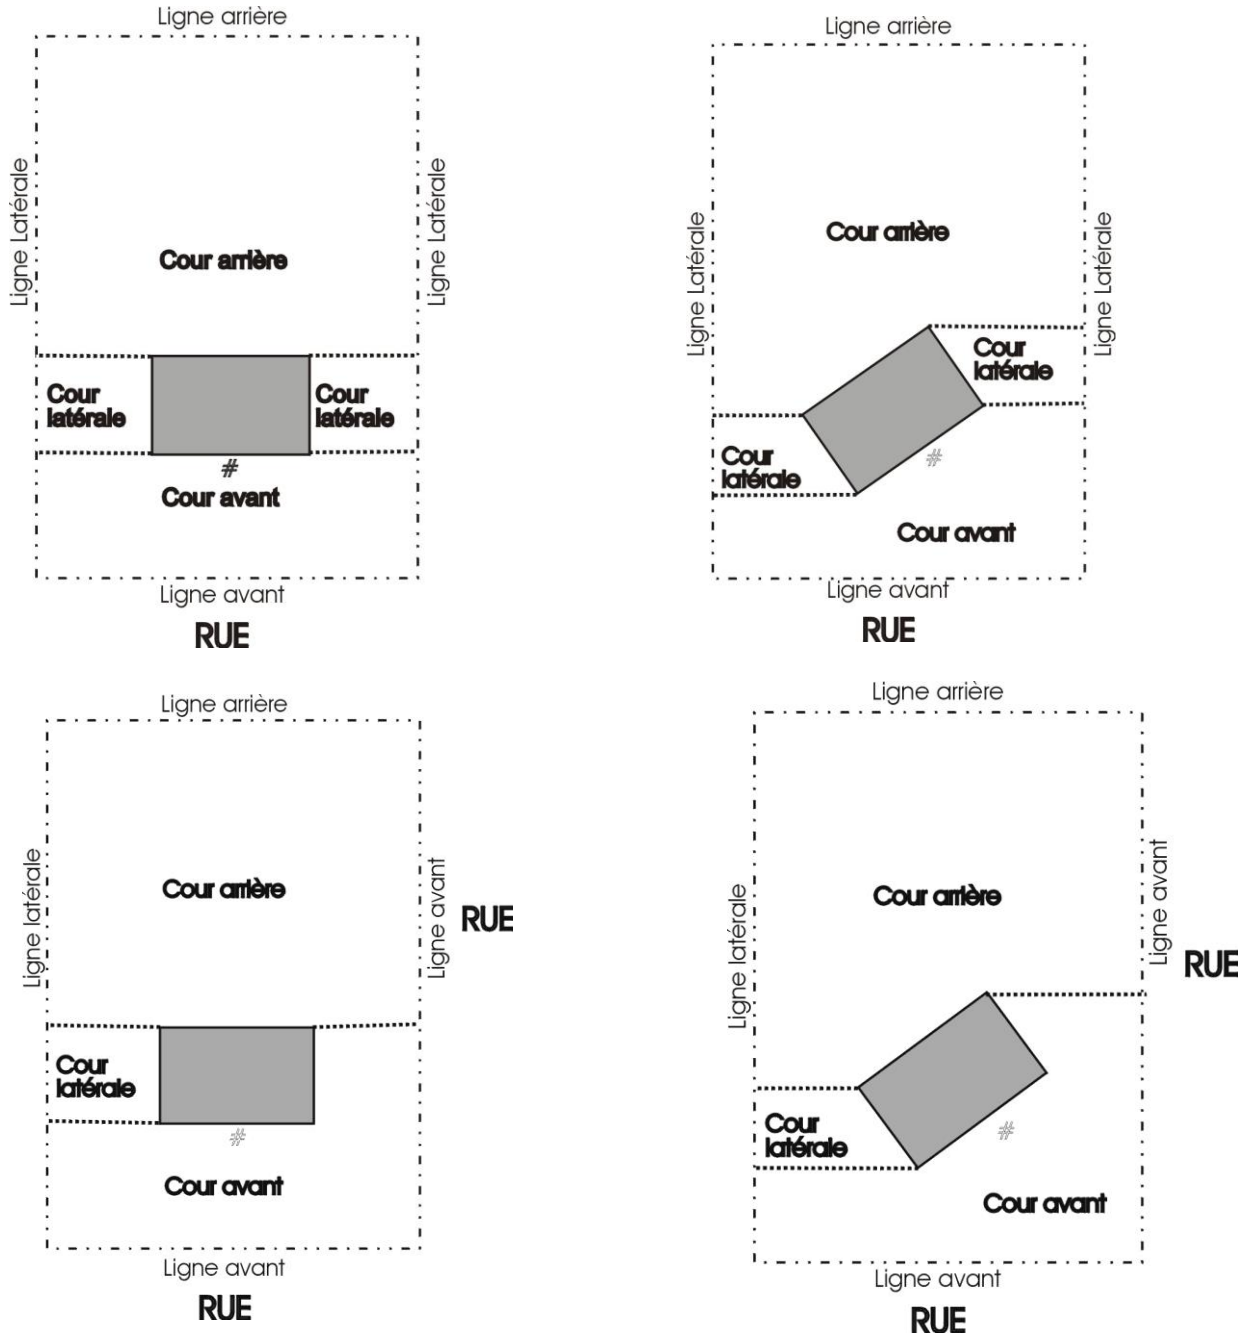 Ligne arrière
Ligne Latérale
Ligne Latérale
Cour arrière
Cour
latérale
Cour
latérale
#
Cour avant
Ligne avant
RUE
Ligne arrière
Ligne Latérale
Ligne Latérale
Cour arrière
Cour
latérale
Cour
latérale
#
Cour avant
Ligne avant
RUE
Ligne arrière
Ligne latérale
Ligne avant
Cour arrière
RUE
Cour
latérale
#
Cour avant
Ligne avant
RUE
Ligne arrière
Ligne latérale
Ligne avant
Cour arrière
RUE
Cour
latérale
#
Cour avant
Ligne avant
RUE